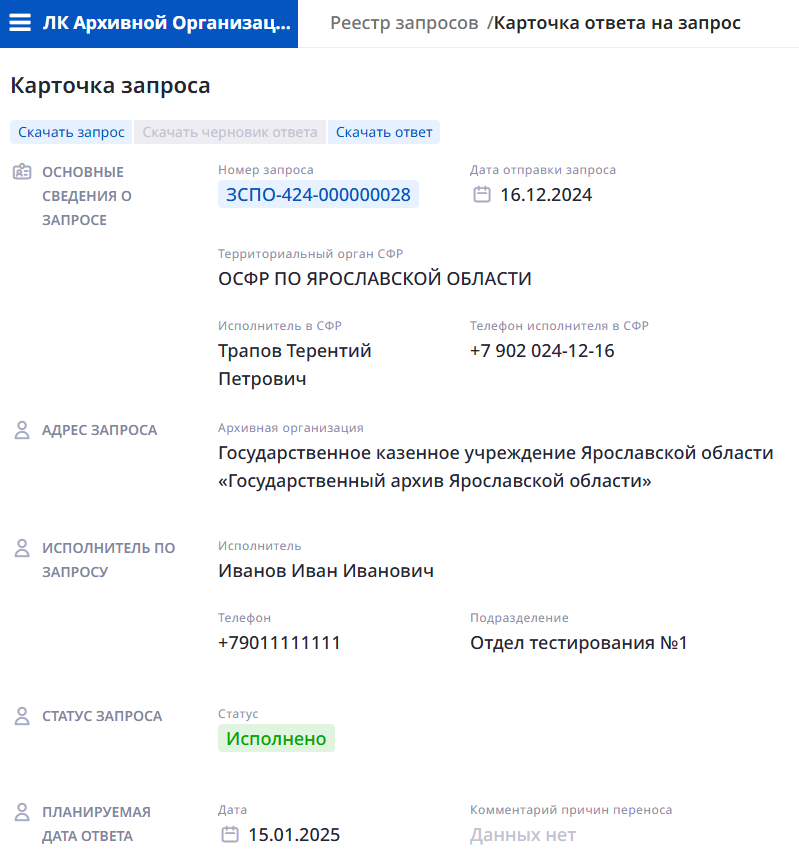 ЛК Архивной Организац...
Реестр запросов /Карточка ответа на запрос
Карточка запроса
Скачать запрос
Скачать черновик ответа
Скачать ответ
ОСНОВНЫЕ
СВЕДЕНИЯ О
ЗАПРОСЕ
Номер запроса
ЗСПО-424-000000028
Дата отправки запроса
16.12.2024
Территориальный орган СФР
ОСФР ПО ЯРОСЛАВСКОЙ ОБЛАСТИ
Исполнитель в СФР
Трапов Терентий
Петрович
Телефон исполнителя в СФР
+7 902 024-12-16
АДРЕС ЗАПРОСА
Архивная организация
Государственное казенное учреждение Ярославской области
«Государственный архив Ярославской области»
ИСПОЛНИТЕЛЬ ПО
ЗАПРОСУ
Исполнитель
Иванов Иван Иванович
Телефон
+79011111111
Подразделение
Отдел тестирования №1
СТАТУС ЗАПРОСА
Статус
Исполнено
ПЛАНИРУЕМАЯ
ДАТА ОТВЕТА
Дата
15.01.2025
Комментарий причин переноса
Данных нет